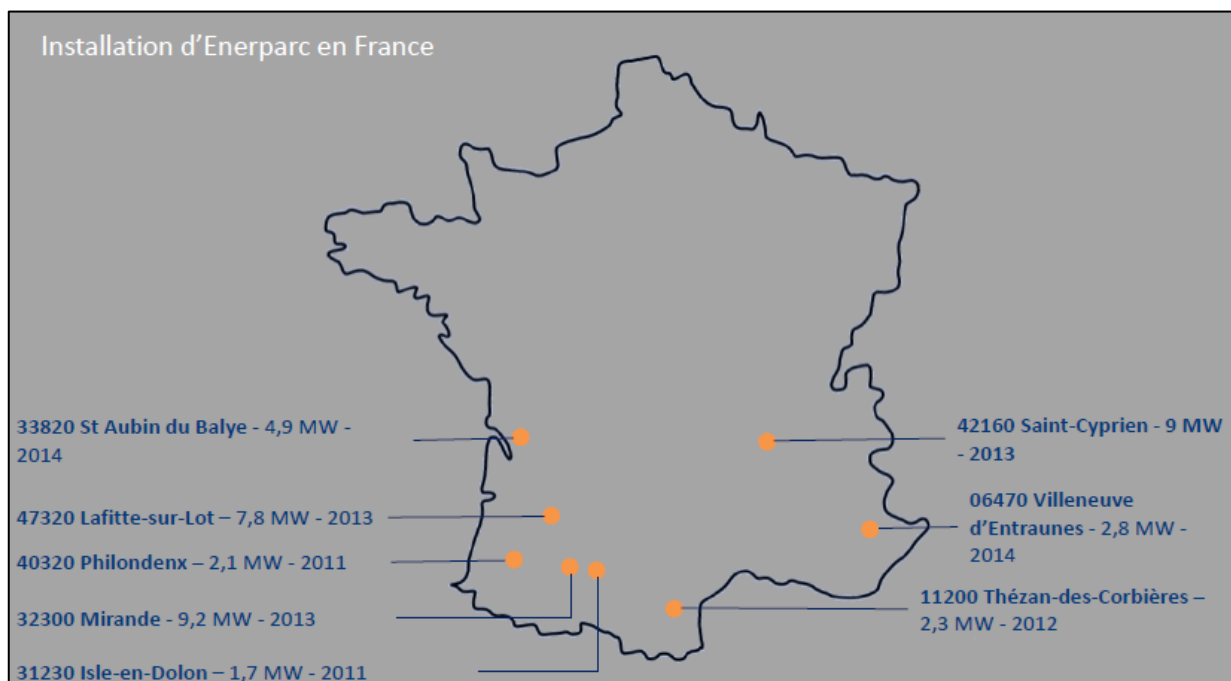 Installation d’Enerparc en France
33820 St Aubin du Balye - 4,9 MW -
2014
47320 Lafitte-sur-Lot – 7,8 MW - 2013
40320 Philondenx – 2,1 MW - 2011
32300 Mirande - 9,2 MW - 2013
31230 Isle-en-Dolon – 1,7 MW - 2011
42160 Saint-Cyprien - 9 MW
- 2013
06470 Villeneuve
d’Entraunes - 2,8 MW -
2014
11200 Thézan-des-Corbières –
2,3 MW - 2012